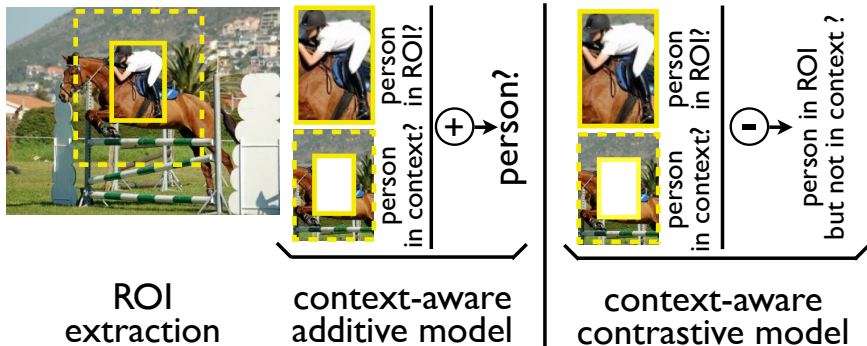 person
in ROI?
person
in context?
+
person?
person
in ROI?
person
in context?
-
person in ROI
but not in context ?
ROI
extraction
context-aware
additive model
context-aware
contrastive model